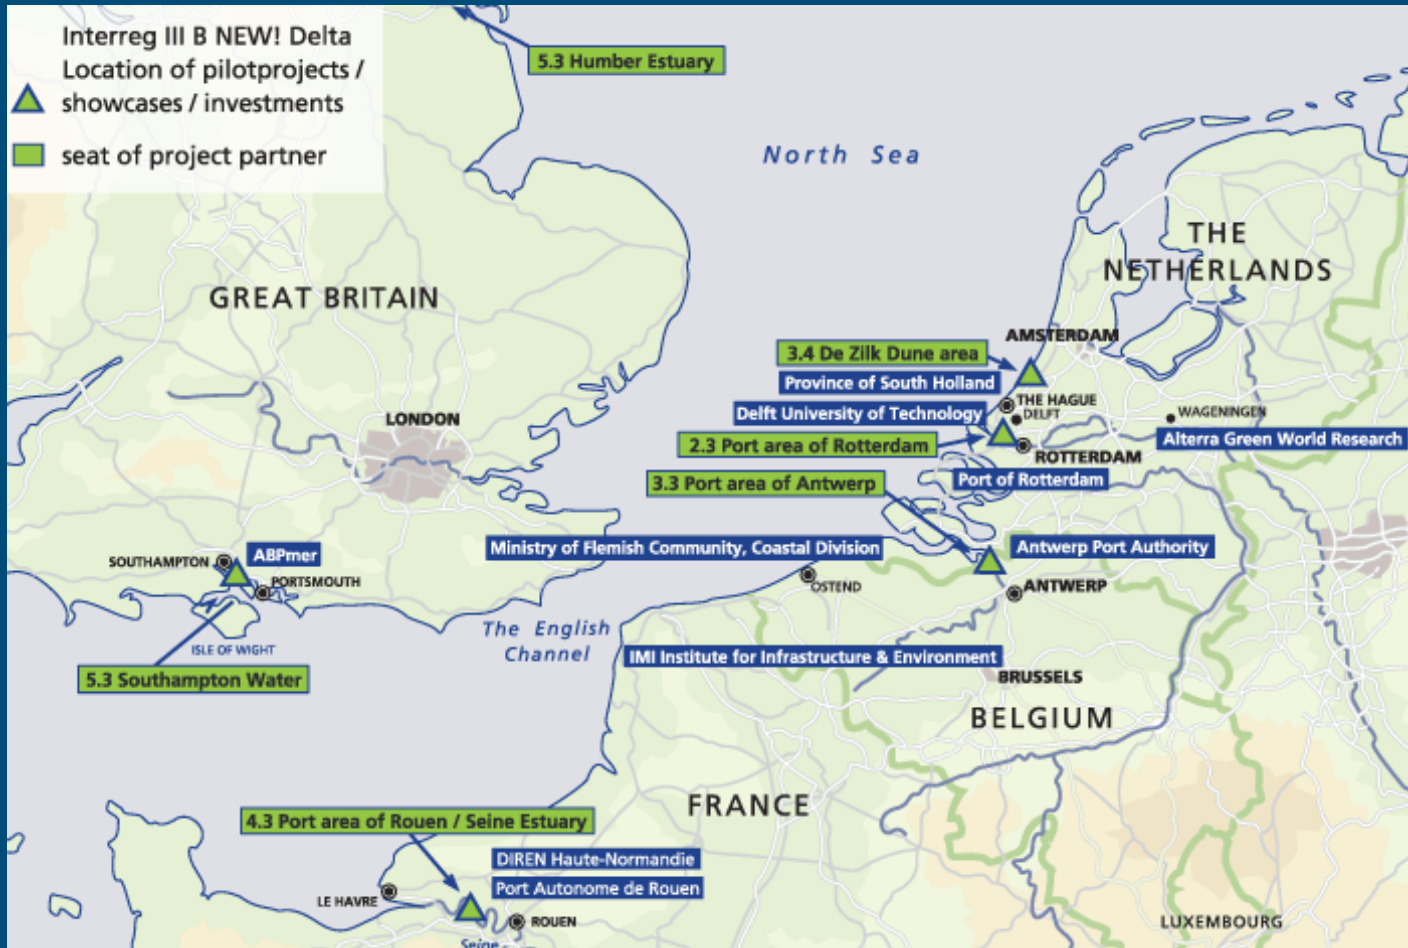 Interreg III B NEW! Delta
Location of pilotprojects /
showcases / investments
seat of project partner
5.3 Humber Estuary
North Sea
THE
NETHERLANDS
GREAT BRITAIN
AMSTERDAM
3.4 De Zilk Dune area
Province of South Holland
THE HAGUE
DELFT
Delft University of Technology
WAGENINGEN
LONDON
2.3 Port area of Rotterdam
Alterra Green World Research
ROTTERDAM
3.3 Port area of Antwerp
Port of Rotterdam
Ministry of Flemish Community, Coastal Division
Antwerp Port Authority
ABPmer
SOUTHAMPTON
PORTSMOUTH
OSTEND
ANTWERP
The English
Channel
ISLE OF WIGHT
IMI Institute for Infrastructure & Environment
5.3 Southampton Water
BRUSSELS
BELGIUM
FRANCE
4.3 Port area of Rouen / Seine Estuary
DIREN Haute-Normandie
Port Autonome de Rouen
LE HAVRE
ROUEN
LUXEMBOURG
Seine